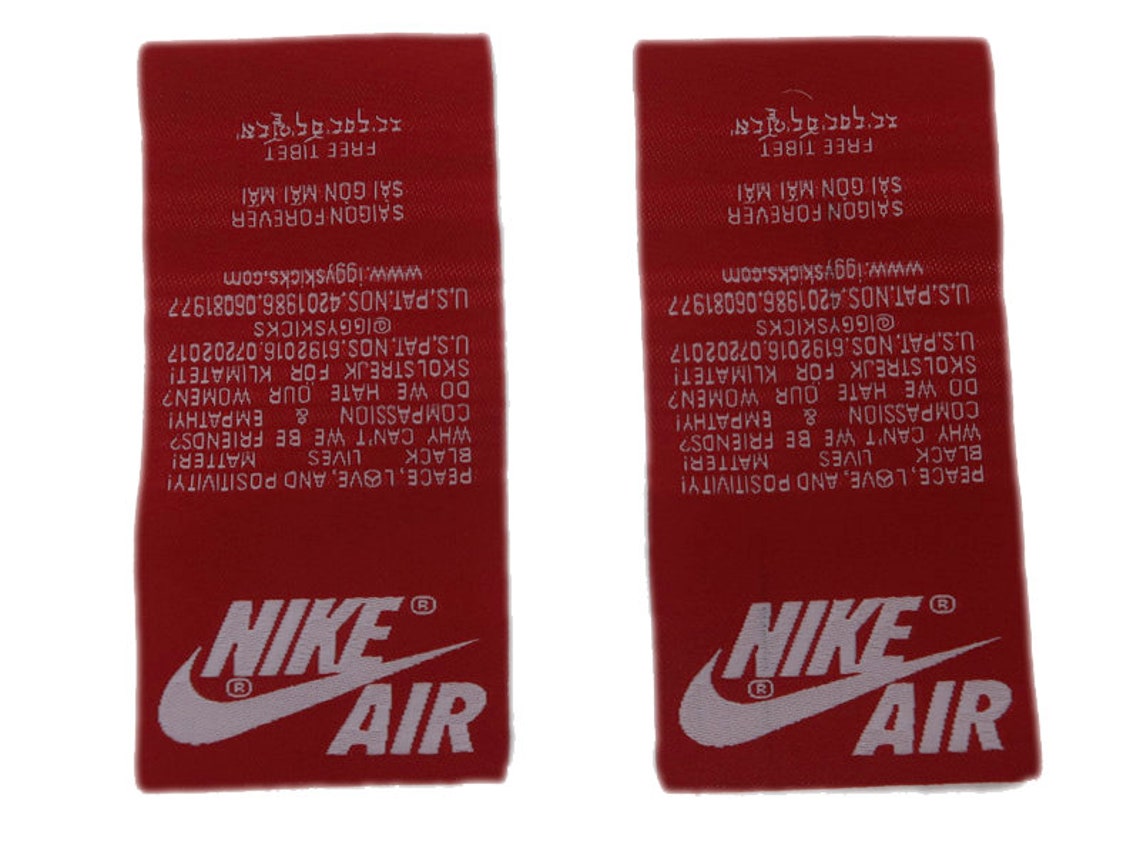 PEACE, L☮VE, AND POSITIVITY!
BLACK LIVES MATTER!
WHY CAN'T WE BE FRIENDS?
COMPASSION & EMPATHY!
DO WE HATE OUR WOMEN?
SKOLSTREJK FOR KLIMATET!
U.S.PAT.NOS.6192016.07202017
@IGGYSKICKS
U.S.PAT.NOS.4201986.06081977
www.iggyskicks.com
SAIGON FOREVER
SÀI GÒN MÃI MÃI
FREE TIBET
NIKE®
®
AIR
PEACE, L☮VE, AND POSITIVITY!
BLACK LIVES MATTER!
WHY CAN'T WE BE FRIENDS?
COMPASSION & EMPATHY!
DO WE HATE OUR WOMEN?
SKOLSTREJK FOR KLIMATET!
U.S.PAT.NOS.6192016.07202017
@IGGYSKICKS
U.S.PAT.NOS.4201986.06081977
www.iggyskicks.com
SAIGON FOREVER
SÀI GÒN MÃI MÃI
FREE TIBET
NIKE®
®
AIR